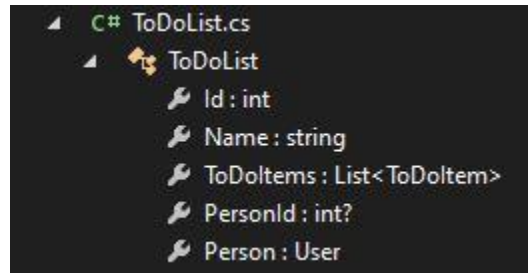 C# ToDoList.cs
ToDoList
Id : int
Name : string
ToDoItems : List<ToDoItem>
PersonId : int?
Person : User